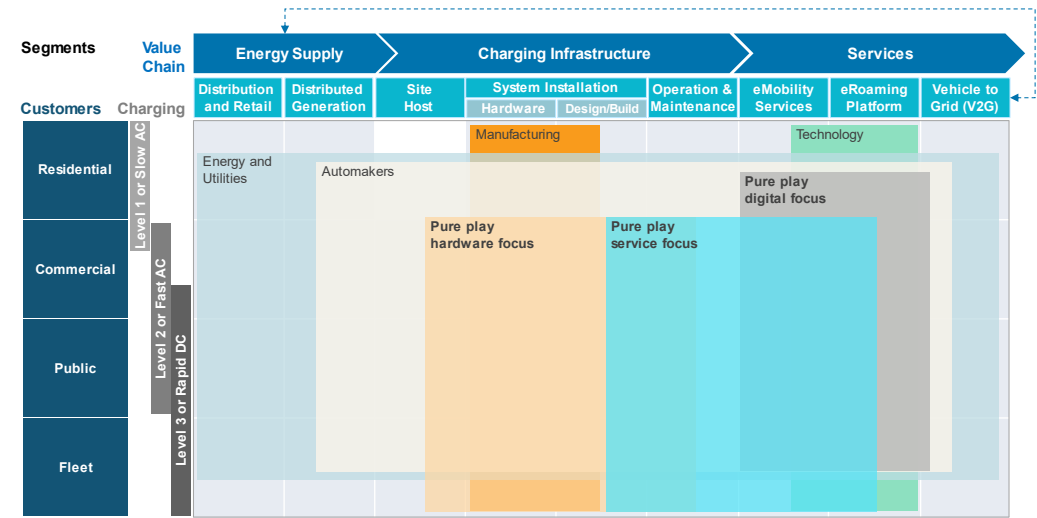 Segments
Value
Chain
Energy Supply
Charging Infrastructure
Services
Customers
Charging
Distribution
and Retail
Distributed
Generation
Site
Host
System Installation
Hardware
Design/Build
Operation &
Maintenance
eMobility
Services
eRoaming
Platform
Vehicle to
Grid (V2G)
Residential
Commercial
Public
Fleet
Level 1 or Slow AC
Level 2 or Fast AC
Level 3 or Rapid DC
Manufacturing
Technology
Energy and
Utilities
Automakers
Pure play
digital focus
Pure play
hardware focus
Pure play
service focus